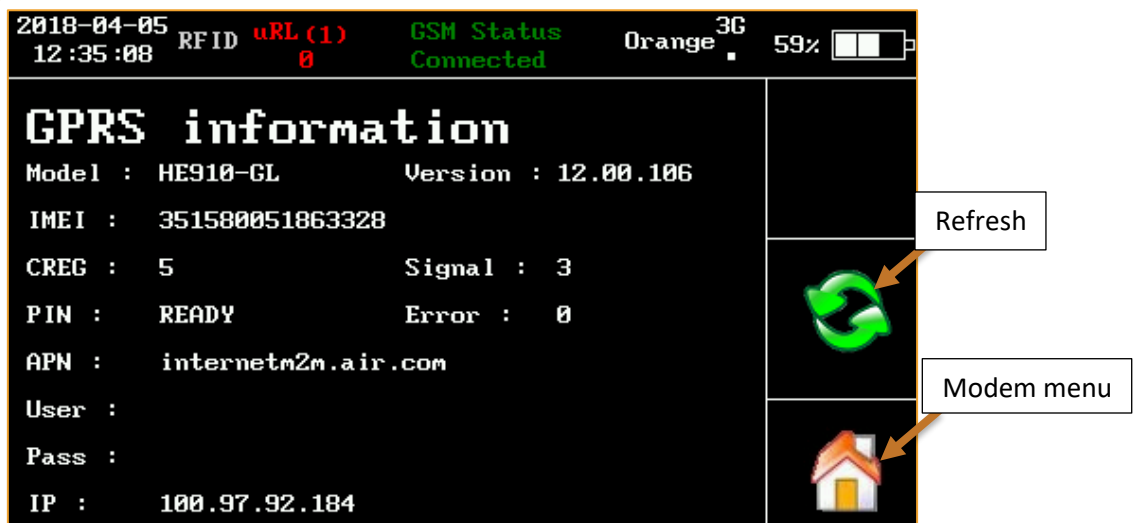 2018-04-05 RFID uRL (1) GSM Status Orange 3G 59%
12:35:08 0 Connected
GPRS information
Model : HE910-GL Version : 12.00.106
IMEI : 351580051863328
Refresh
CREG : 5 Signal : 3
PIN : READY Error : 0
APN : internetm2m.air.com
Modem menu
User :
Pass :
IP : 100.97.92.184